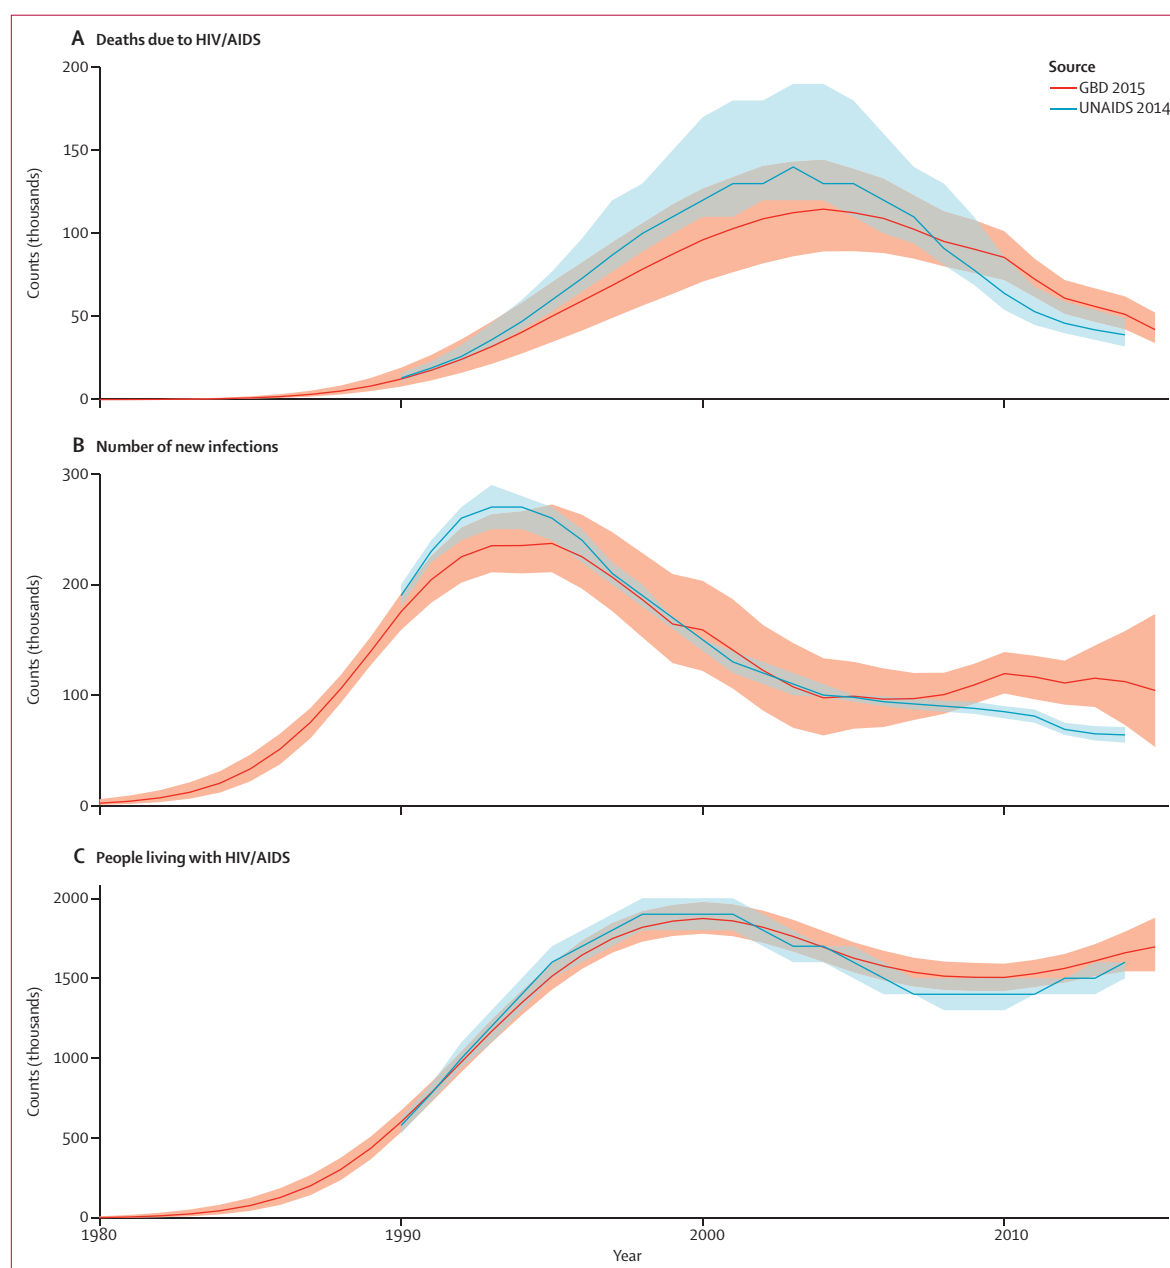 A Deaths due to HIV/AIDS
Source
GBD 2015
UNAIDS 2014
200
150
100
50
0
Counts (thousands)
B Number of new infections
300
200
100
0
Counts (thousands)
C People living with HIV/AIDS
2000
1500
1000
500
0
Counts (thousands)
1980 1990 2000 2010
Year